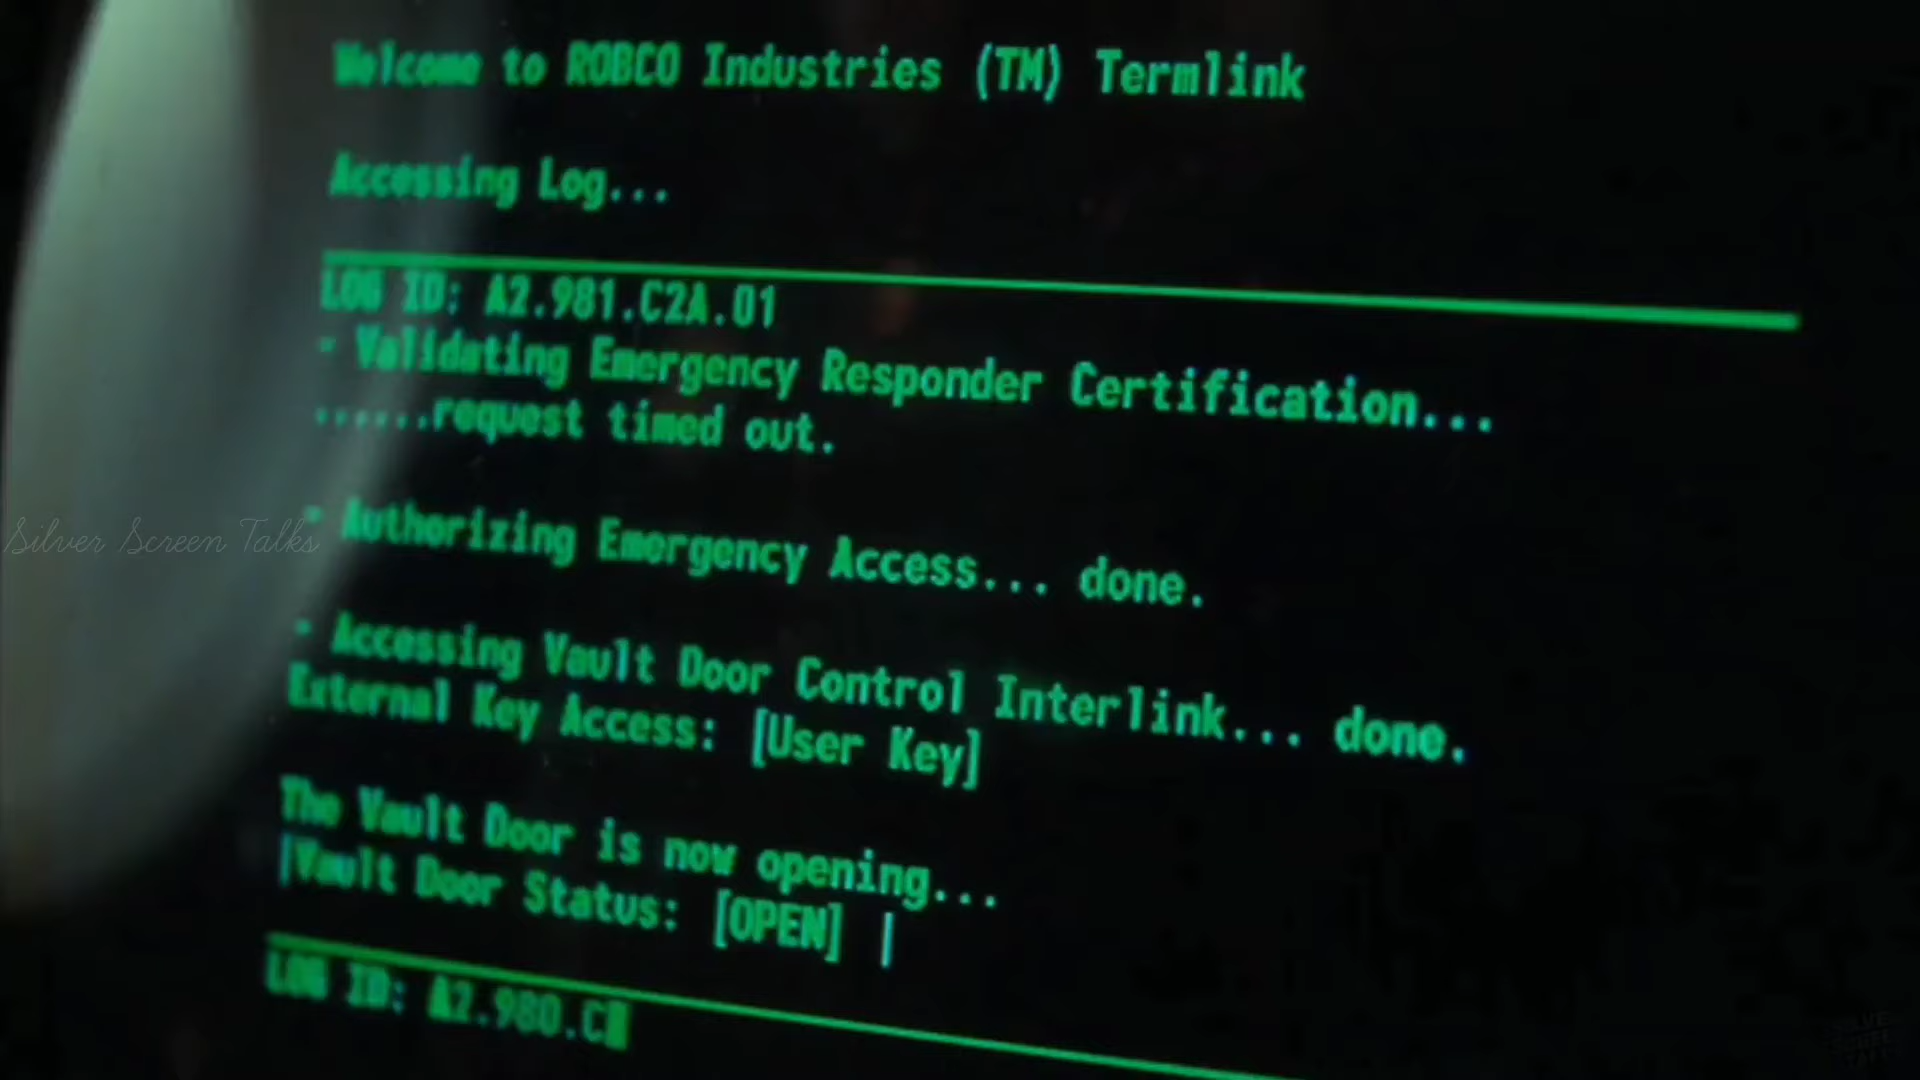 Welcome to ROBCO Industries (TM) Termlink
Accessing Log...
LOG ID: A2.981.C2A.01
- Validating Emergency Responder Certification...
......request timed out.
- Authorizing Emergency Access... done.
- Accessing Vault Door Control Interlink... done.
External Key Access: [User Key]
The Vault Door is now opening...
|Vault Door Status: [OPEN] |
LOG ID: A2.980.C
Silver Screen Talks